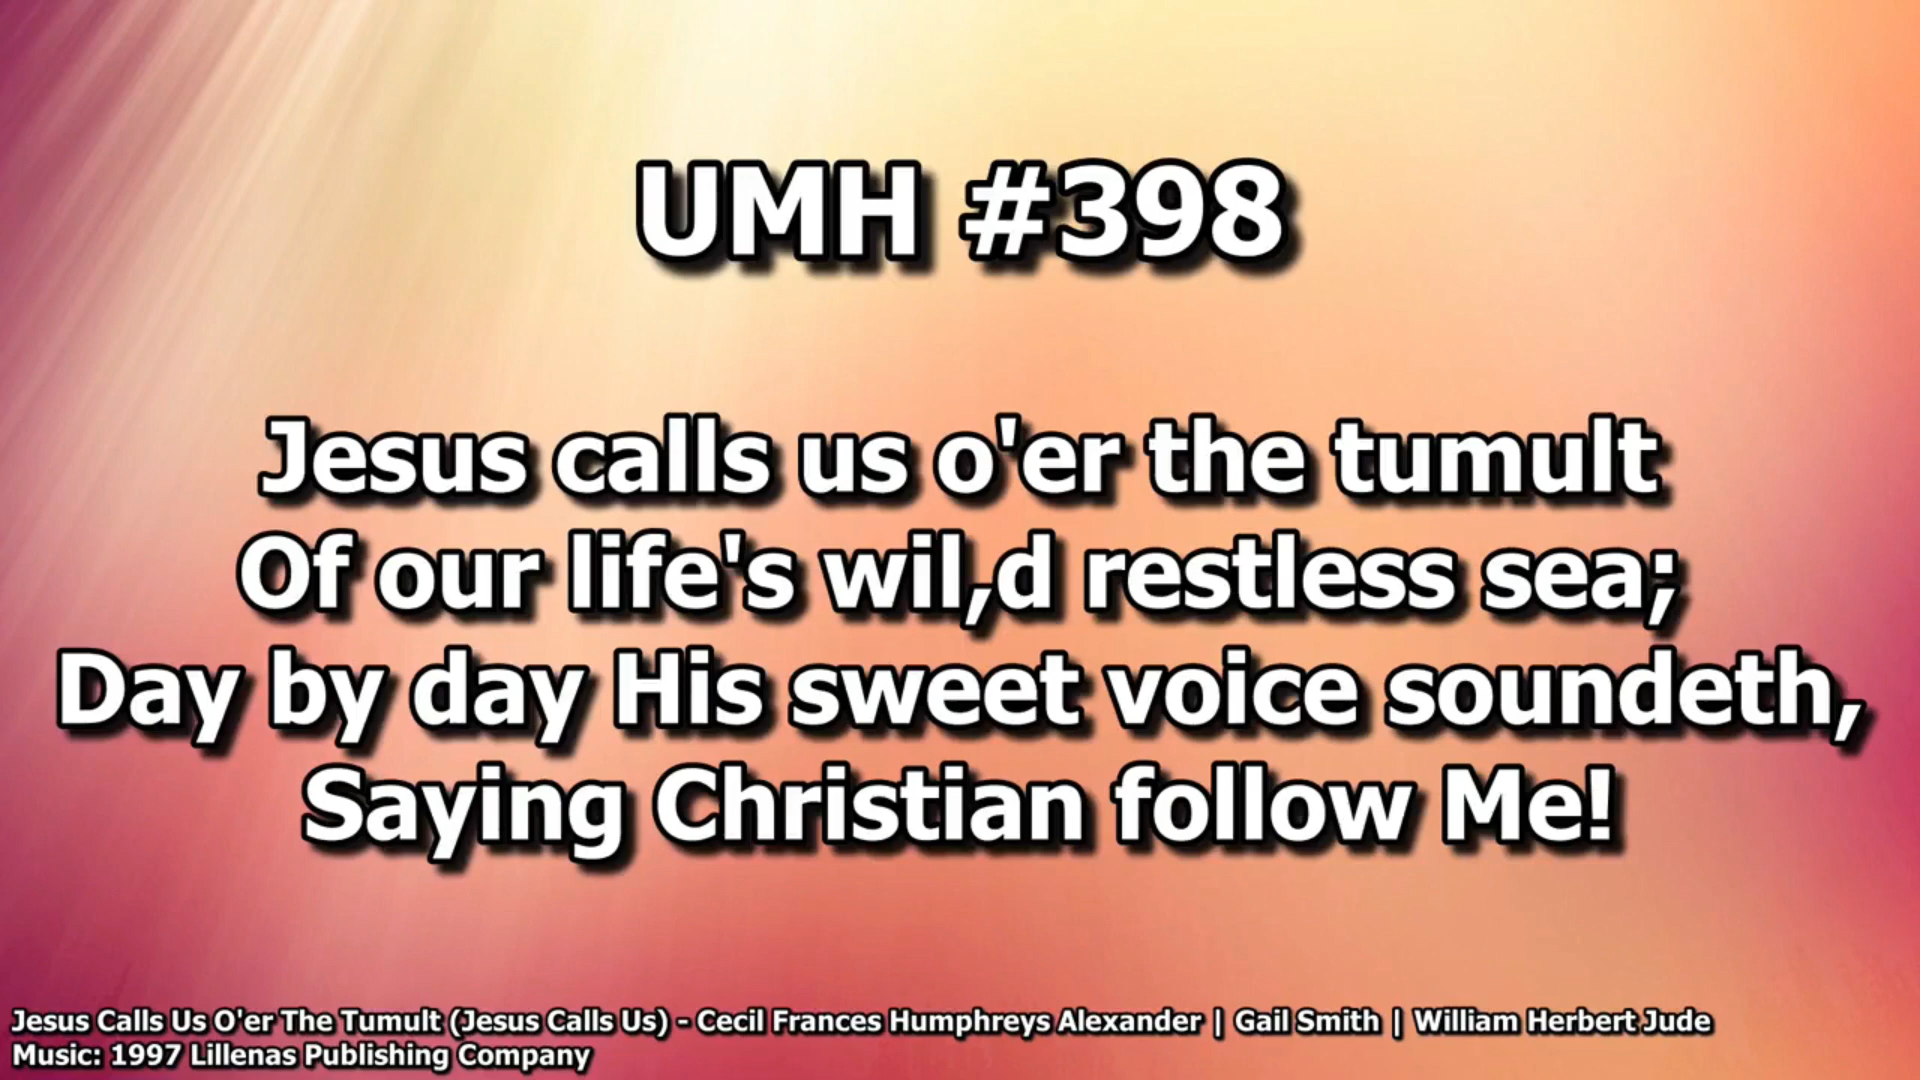 UMH #398
Jesus calls us o'er the tumult
Of our life's wil,d restless sea;
Day by day His sweet voice soundeth,
Saying Christian follow Me!
Jesus Calls Us O'er The Tumult (Jesus Calls Us) - Cecil Frances Humphreys Alexander | Gail Smith | William Herbert Jude
Music: 1997 Lillenas Publishing Company